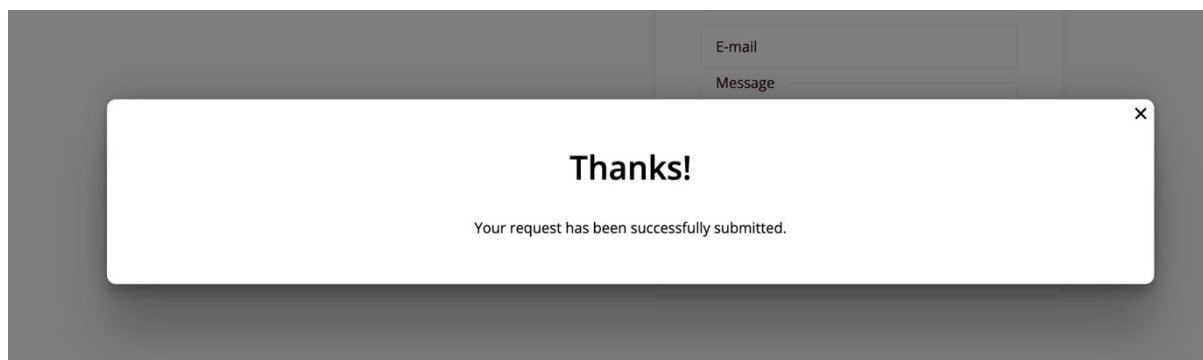 E-mail
Message
Thanks!
Your request has been successfully submitted.